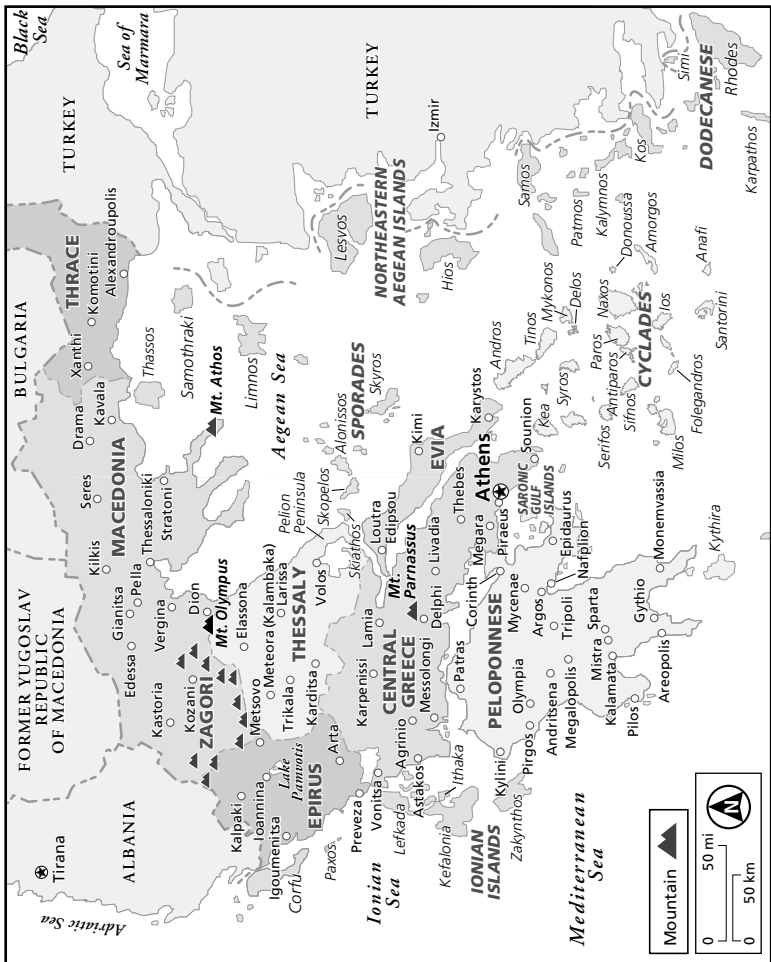 Black
Sea
Sea of
Marmara
TURKEY
TURKEY
BULGARIA
FORMER YUGOSLAV
REPUBLIC
OF MACEDONIA
ALBANIA
Tirana
Adriatic Sea
THRACE
Komotini
Alexandroupolis
Xanthi
Drama
Kavala
Seres
MACEDONIA
Kilkis
Thessaloniki
Stratoni
Gianitsa
Pella
Edessa
Vergina
Kastoria
Dion
Kozani
ZAGORI
Mt. Olympus
Elassona
Mt. Athos
Thassos
Samothraki
Limnos
Aegean Sea
Metsovo
Meteora (Kalambaka)
Larissa
Trikala
THESSALY
Karditsa
Volos
Pelion
Peninsula
Skopelos
Skiathos
Alonissos
SPORADES
Skyros
Kalpaki
Ioannina
Lake
Pamvotis
Igoumenitsa
EPIRUS
Arta
Corfu
Paxos
Preveza
Vonitsa
Ionian
Sea
Lefkada
Agrinio
Astakos
Messolongi
Karpenissi
CENTRAL
GREECE
Lamia
Mt.
Parnassus
Delphi
Livadia
Loutra
Edipsou
Kimi
EVIA
Karystos
Thebes
Athens
Megara
Piraeus
Sounion
SARONIC
GULF
ISLANDS
Corinth
Mycenae
Argos
Epidaurus
Nafplion
Tripoli
Patras
PELOPONNESE
Olympia
Kylini
Pirgos
Andritsena
Megalopolis
Sparta
Mistra
Kalamata
Gythio
Monemvassia
Pilos
Areopolis
Kythira
Ithaka
Kefalonia
IONIAN
ISLANDS
Zakynthos
Mediterranean
Sea
Izmir
Lesvos
NORTHEASTERN
AEGEAN ISLANDS
Hios
Samos
Patmos
Kalymnos
Kos
Simi
Rhodes
DODECANESE
Karpathos
Andros
Tinos
Mykonos
Delos
Kea
Syros
Paros
Naxos
Donoussa
Amorgos
Antiparos
Serifos
Sifnos
CYCLADES
Ios
Milos
Folegandros
Santorini
Anafi
Mountain
0
50 mi
0
50 km
N